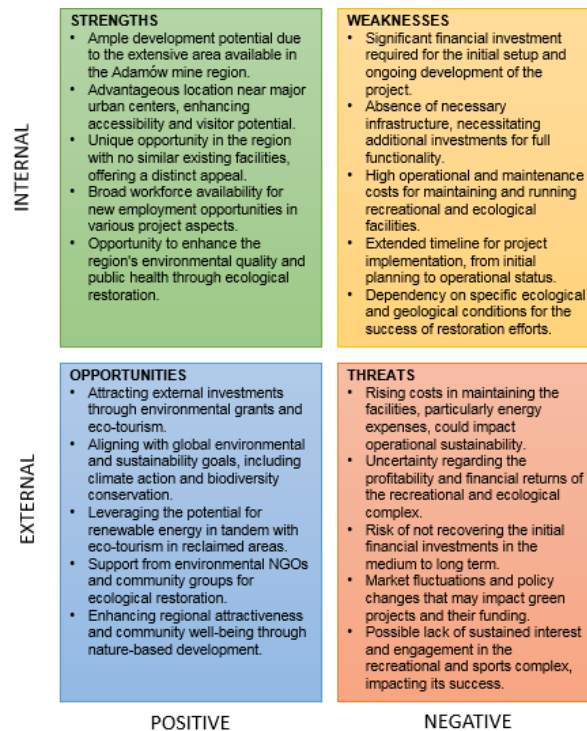 INTERNAL
STRENGTHS
• Ample development potential due
to the extensive area available
in the Adamów mine region.
• Advantageous location near major
urban centers, enhancing
accessibility and visitor potential.
• Unique opportunity in the region
with no similar existing facilities,
offering a distinct appeal.
• Broad workforce availability for
new employment opportunities in
various project aspects.
• Opportunity to enhance the
region's environmental quality and
public health through ecological
restoration.
WEAKNESSES
• Significant financial investment
required for the initial setup and
ongoing development of the
project.
• Absence of necessary
infrastructure, necessitating
additional investments for full
functionality.
• High operational and maintenance
costs for maintaining and running
recreational and ecological
facilities.
• Extended timeline for project
implementation, from initial
planning to operational status.
• Dependency on specific ecological
and geological conditions for the
success of restoration efforts.
EXTERNAL
OPPORTUNITIES
• Attracting external investments
through environmental grants and
eco-tourism.
• Aligning with global environmental
and sustainability goals, including
climate action and biodiversity
conservation.
• Leveraging the potential for
renewable energy in tandem with
eco-tourism in reclaimed areas.
• Support from environmental NGOs
and community groups for
ecological restoration.
• Enhancing regional attractiveness
and community well-being through
nature-based development.
THREATS
• Rising costs in maintaining the
facilities, particularly energy
expenses, could impact
operational sustainability.
• Uncertainty regarding the
profitability and financial returns of
the recreational and ecological
complex.
• Risk of not recovering the initial
financial investments in the
medium to long term.
• Market fluctuations and policy
changes that may impact green
projects and their funding.
• Possible lack of sustained interest
and engagement in the
recreational and sports complex,
impacting its success.
POSITIVE
NEGATIVE